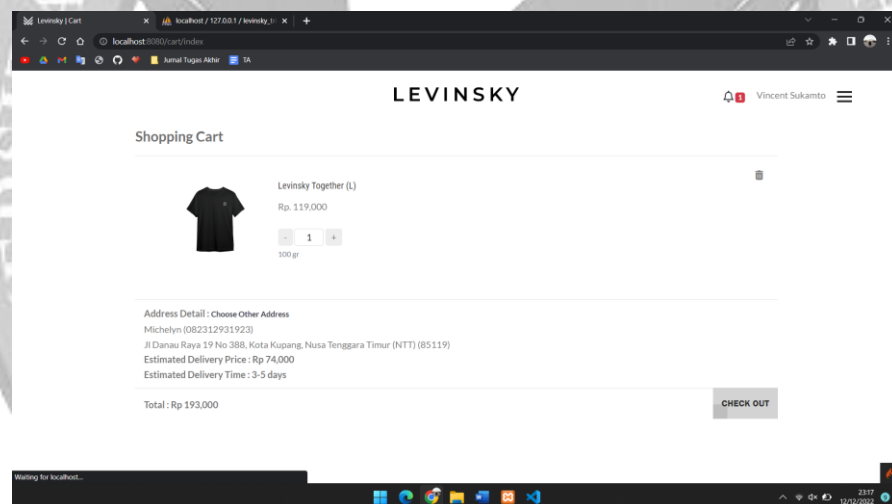 Levinsky | Cart
localhost / 127.0.0.1 / levinsky_tr
localhost:8080/cart/index
Jurnal Tugas Akhir
TA
LEVINSKY
1
Vincent Sukamto
Shopping Cart
Levinsky Together (L)
Rp. 119,000
- 1 +
100 gr
Address Detail : Choose Other Address
Michelyn (082312931923)
Jl Danau Raya 19 No 388, Kota Kupang, Nusa Tenggara Timur (NTT) (85119)
Estimated Delivery Price : Rp 74,000
Estimated Delivery Time : 3-5 days
Total : Rp 193,000
CHECK OUT
Waiting for localhost...
23:17
12/12/2022